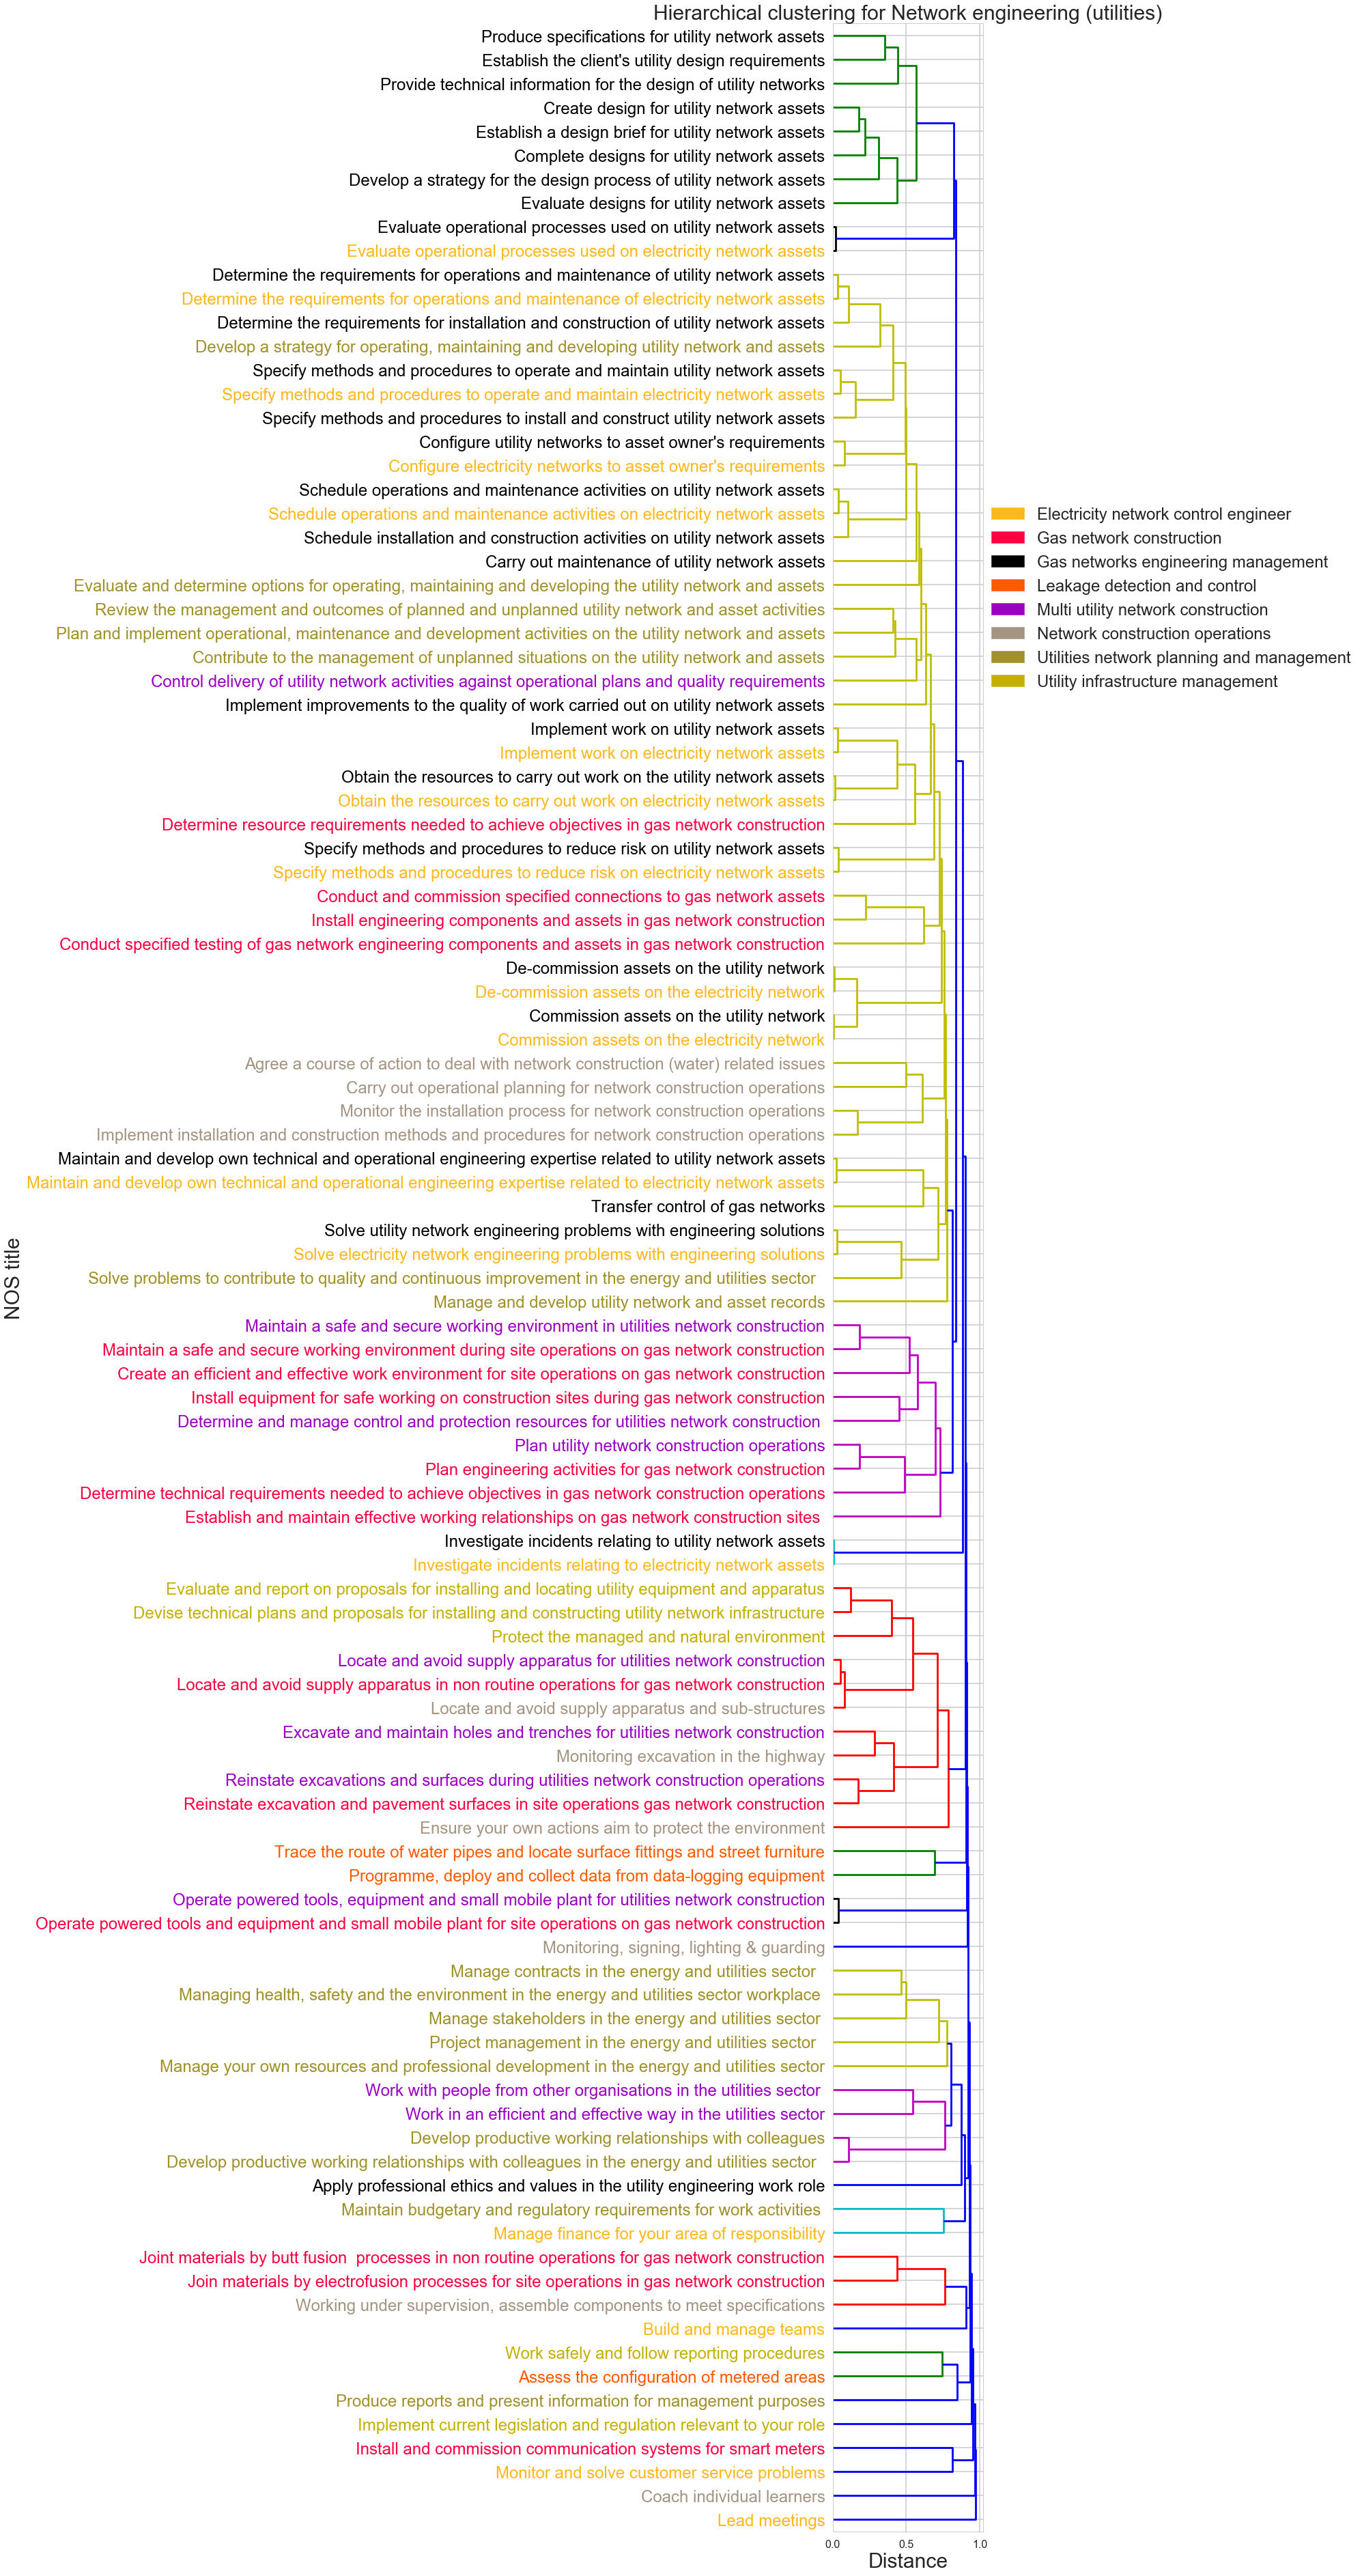 Hierarchical clustering for Network engineering (utilities)
Produce specifications for utility network assets
Establish the client's utility design requirements
Provide technical information for the design of utility networks
Create design for utility network assets
Establish a design brief for utility network assets
Complete designs for utility network assets
Develop a strategy for the design process of utility network assets
Evaluate designs for utility network assets
Evaluate operational processes used on utility network assets
Evaluate operational processes used on electricity network assets
Determine the requirements for operations and maintenance of utility network assets
Determine the requirements for operations and maintenance of electricity network assets
Determine the requirements for installation and construction of utility network assets
Develop a strategy for operating, maintaining and developing utility network and assets
Specify methods and procedures to operate and maintain utility network assets
Specify methods and procedures to operate and maintain electricity network assets
Specify methods and procedures to install and construct utility network assets
Configure utility networks to asset owner's requirements
Configure electricity networks to asset owner's requirements
Schedule operations and maintenance activities on utility network assets
Schedule operations and maintenance activities on electricity network assets
Schedule installation and construction activities on utility network assets
Carry out maintenance of utility network assets
Evaluate and determine options for operating, maintaining and developing the utility network and assets
Review the management and outcomes of planned and unplanned utility network and asset activities
Plan and implement operational, maintenance and development activities on the utility network and assets
Contribute to the management of unplanned situations on the utility network and assets
Control delivery of utility network activities against operational plans and quality requirements
Implement improvements to the quality of work carried out on utility network assets
Implement work on utility network assets
Implement work on electricity network assets
Obtain the resources to carry out work on the utility network assets
Obtain the resources to carry out work on electricity network assets
Determine resource requirements needed to achieve objectives in gas network construction
Specify methods and procedures to reduce risk on utility network assets
Specify methods and procedures to reduce risk on electricity network assets
Conduct and commission specified connections to gas network assets
Install engineering components and assets in gas network construction
Conduct specified testing of gas network engineering components and assets in gas network construction
De-commission assets on the utility network
De-commission assets on the electricity network
Commission assets on the utility network
Commission assets on the electricity network
Agree a course of action to deal with network construction (water) related issues
Carry out operational planning for network construction operations
Monitor the installation process for network construction operations
Implement installation and construction methods and procedures for network construction operations
Maintain and develop own technical and operational engineering expertise related to utility network assets
Maintain and develop own technical and operational engineering expertise related to electricity network assets
Transfer control of gas networks
Solve utility network engineering problems with engineering solutions
Solve electricity network engineering problems with engineering solutions
Solve problems to contribute to quality and continuous improvement in the energy and utilities sector
Manage and develop utility network and asset records
Maintain a safe and secure working environment in utilities network construction
Maintain a safe and secure working environment during site operations on gas network construction
Create an efficient and effective work environment for site operations on gas network construction
Install equipment for safe working on construction sites during gas network construction
Determine and manage control and protection resources for utilities network construction
Plan utility network construction operations
Plan engineering activities for gas network construction
Determine technical requirements needed to achieve objectives in gas network construction operations
Establish and maintain effective working relationships on gas network construction sites
Investigate incidents relating to utility network assets
Investigate incidents relating to electricity network assets
Evaluate and report on proposals for installing and locating utility equipment and apparatus
Devise technical plans and proposals for installing and constructing utility network infrastructure
Protect the managed and natural environment
Locate and avoid supply apparatus for utilities network construction
Locate and avoid supply apparatus in non routine operations for gas network construction
Locate and avoid supply apparatus and sub-structures
Excavate and maintain holes and trenches for utilities network construction
Monitoring excavation in the highway
Reinstate excavations and surfaces during utilities network construction operations
Reinstate excavation and pavement surfaces in site operations gas network construction
Ensure your own actions aim to protect the environment
Trace the route of water pipes and locate surface fittings and street furniture
Programme, deploy and collect data from data-logging equipment
Operate powered tools, equipment and small mobile plant for utilities network construction
Operate powered tools and equipment and small mobile plant for site operations on gas network construction
Monitoring, signing, lighting & guarding
Manage contracts in the energy and utilities sector
Managing health, safety and the environment in the energy and utilities sector workplace
Manage stakeholders in the energy and utilities sector
Project management in the energy and utilities sector
Manage your own resources and professional development in the energy and utilities sector
Work with people from other organisations in the utilities sector
Work in an efficient and effective way in the utilities sector
Develop productive working relationships with colleagues
Develop productive working relationships with colleagues in the energy and utilities sector
Apply professional ethics and values in the utility engineering work role
Maintain budgetary and regulatory requirements for work activities
Manage finance for your area of responsibility
Joint materials by butt fusion  processes in non routine operations for gas network construction
Join materials by electrofusion processes for site operations in gas network construction
Working under supervision, assemble components to meet specifications
Build and manage teams
Work safely and follow reporting procedures
Assess the configuration of metered areas
Produce reports and present information for management purposes
Implement current legislation and regulation relevant to your role
Install and commission communication systems for smart meters
Monitor and solve customer service problems
Coach individual learners
Lead meetings
NOS title
0.0 0.5 1.0
Distance
Electricity network control engineer
Gas network construction
Gas networks engineering management
Leakage detection and control
Multi utility network construction
Network construction operations
Utilities network planning and management
Utility infrastructure management